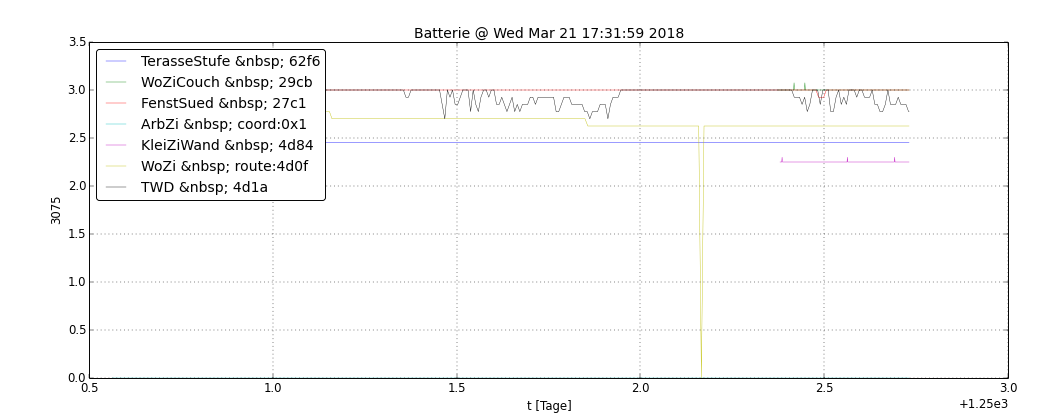 Batterie @ Wed Mar 21 17:31:59 2018
3.5
TerasseStufe &nbsp; 62f6
WoZiCouch &nbsp; 29cb
FenstSued &nbsp; 27c1
ArbZi &nbsp; coord:0x1
KleiZiWand &nbsp; 4d84
WoZi &nbsp; route:4d0f
TWD &nbsp; 4d1a
3.0
2.5
2.0
1.5
1.0
0.5
0.0
3075
0.5 1.0 1.5 2.0 2.5 3.0
t [Tage]
+1.25e3